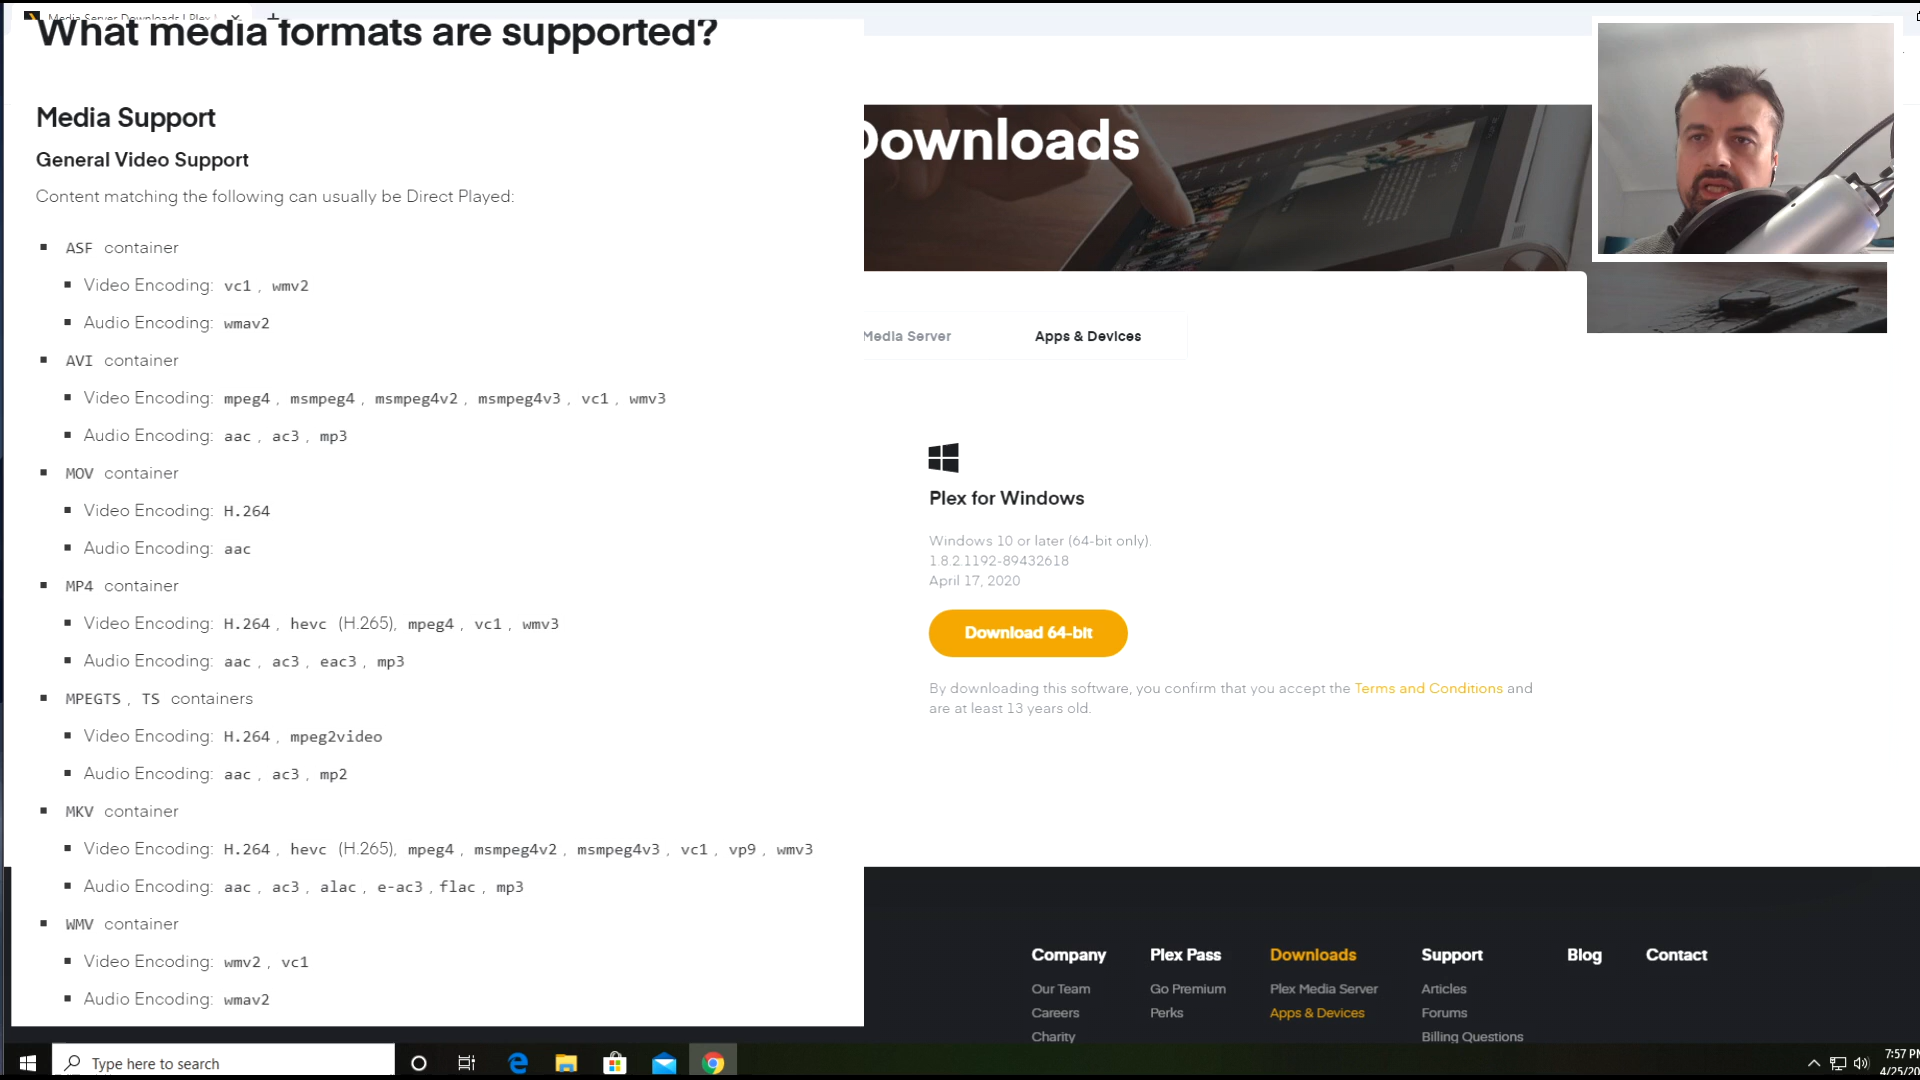 Media Server Downloads | Plex
What media formats are supported?
Media Support
General Video Support
Content matching the following can usually be Direct Played:
ASF container
Video Encoding: vc1 , wmv2
Audio Encoding: wmav2
AVI container
Video Encoding: mpeg4 , msmpeg4 , msmpeg4v2 , msmpeg4v3 , vc1 , wmv3
Audio Encoding: aac , ac3 , mp3
MOV container
Video Encoding: H.264
Audio Encoding: aac
MP4 container
Video Encoding: H.264 , hevc (H.265), mpeg4 , vc1 , wmv3
Audio Encoding: aac , ac3 , eac3 , mp3
MPEGTS , TS containers
Video Encoding: H.264 , mpeg2video
Audio Encoding: aac , ac3 , mp2
MKV container
Video Encoding: H.264 , hevc (H.265), mpeg4 , msmpeg4v2 , msmpeg4v3 , vc1 , vp9 , wmv3
Audio Encoding: aac , ac3 , alac , e-ac3 , flac , mp3
WMV container
Video Encoding: wmv2 , vc1
Audio Encoding: wmav2
Downloads
Media Server Apps & Devices
Plex for Windows
Windows 10 or later (64-bit only).
1.8.2.1192-89432618
April 17, 2020
Download 64-bit
By downloading this software, you confirm that you accept the Terms and Conditions and
are at least 13 years old.
Company Plex Pass Downloads Support Blog Contact
Our Team Go Premium Plex Media Server Articles
Careers Perks Apps & Devices Forums
Charity Billing Questions
Type here to search
7:57 PM
4/25/20